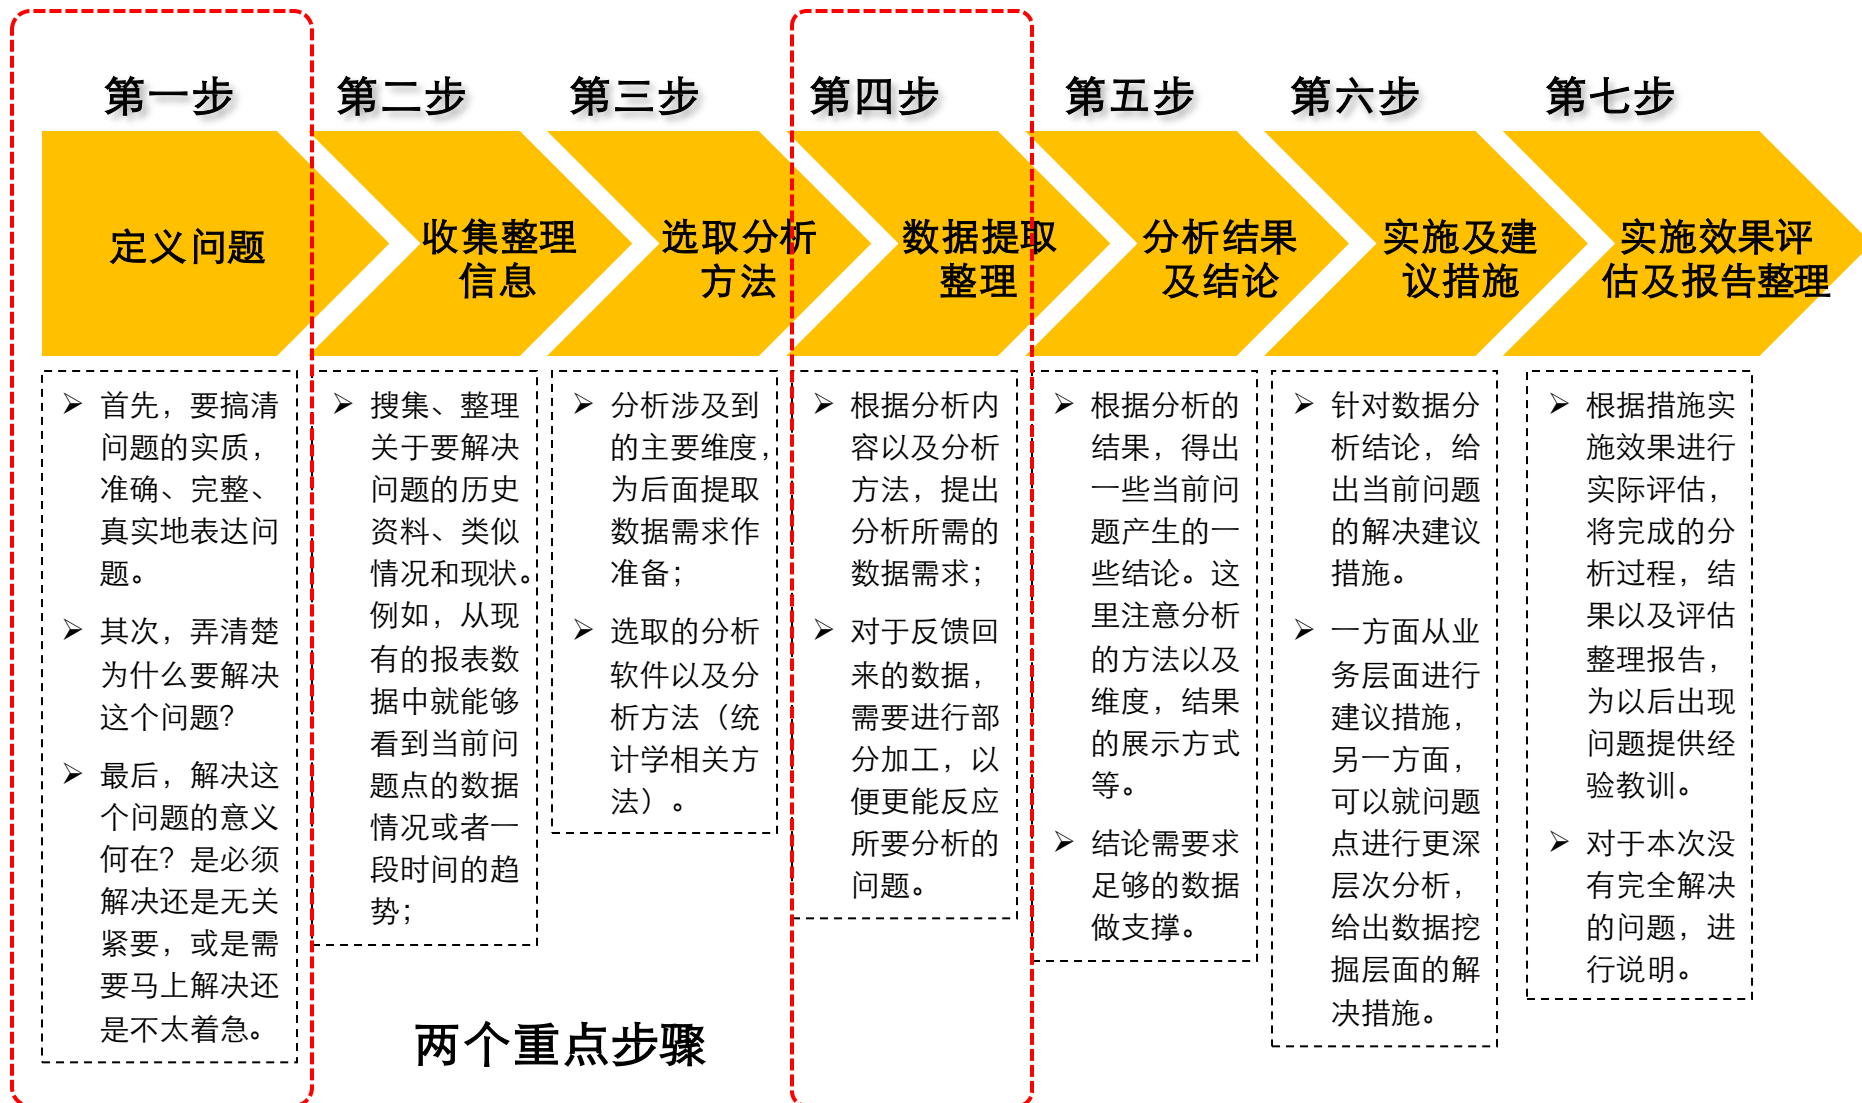 第一步
第二步
第三步
第四步
第五步
第六步
第七步
定义问题
收集整理
信息
选取分析
方法
数据提取
整理
分析结果
及结论
实施及建
议措施
实施效果评
估及报告整理
➢ 首先，要搞清
问题的实质，
准确、完整、
真实地表达问
题。
➢ 其次，弄清楚
为什么要解决
这个问题？
➢ 最后，解决这
个问题的意义
何在？是必须
解决还是无关
紧要，或是需
要马上解决还
是不太着急。
➢ 搜集、整理
关于要解决
问题的历史
资料、类似
情况和现状。
例如，从现
有的报表数
据中就能够
看到当前问
题点的数据
情况或者一
段时间的趋
势；
➢ 分析涉及到
的主要维度，
为后面提取
数据需求作
准备；
➢ 选取的分析
软件以及分
析方法（统
计学相关方
法）。
➢ 根据分析内
容以及分析
方法，提出
分析所需的
数据需求；
➢ 对于反馈回
来的数据，
需要进行部
分加工，以
便更能反应
所要分析的
问题。
➢ 根据分析的
结果，得出
一些当前问
题产生的一
些结论。这
里注意分析
的方法以及
维度，结果
的展示方式
等。
➢ 结论需要求
足够的数据
做支撑。
➢ 针对数据分
析结论，给
出当前问题
的解决建议
措施。
➢ 一方面从业
务层面进行
建议措施，
另一方面，
可以就问题
点进行更深
层次分析，
给出数据挖
掘层面的解
决措施。
➢ 根据措施实
施效果进行
实际评估，
将完成的分
析过程，结
果以及评估
整理报告，
为以后出现
问题提供经
验教训。
➢ 对于本次没
有完全解决
的问题，进
行说明。
两个重点步骤